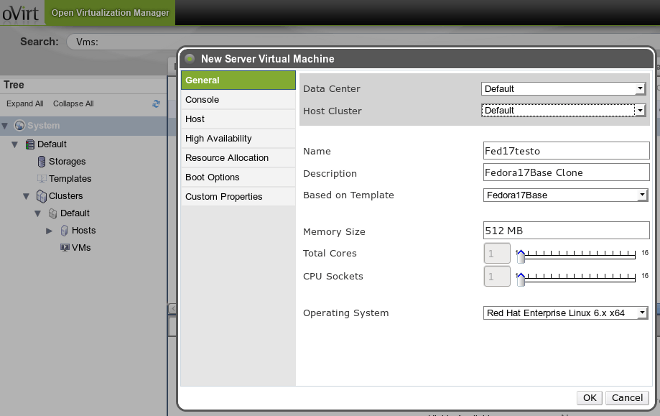 oVirt Open Virtualization Manager
Search: Vms:
New Server Virtual Machine
Tree
Expand All Collapse All
System
Default
Storages
Templates
Clusters
Default
Hosts
VMs
General
Console
Host
High Availability
Resource Allocation
Boot Options
Custom Properties
Data Center Default
Host Cluster Default
Name Fed17testo
Description Fedora17Base Clone
Based on Template Fedora17Base
Memory Size 512 MB
Total Cores 1 1 16
CPU Sockets 1 1 16
Operating System Red Hat Enterprise Linux 6.x x64
OK Cancel